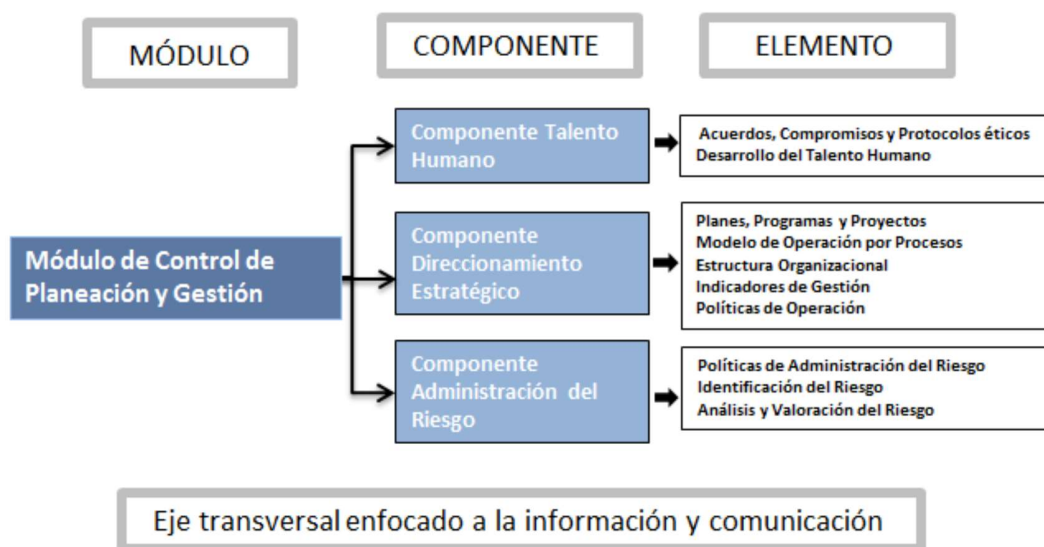 MÓDULO
COMPONENTE
ELEMENTO
Módulo de Control de
Planeación y Gestión
Componente Talento
Humano
Acuerdos, Compromisos y Protocolos éticos
Desarrollo del Talento Humano
Componente
Direccionamiento
Estratégico
Planes, Programas y Proyectos
Modelo de Operación por Procesos
Estructura Organizacional
Indicadores de Gestión
Políticas de Operación
Componente
Administración del
Riesgo
Políticas de Administración del Riesgo
Identificación del Riesgo
Análisis y Valoración del Riesgo
Eje transversal enfocado a la información y comunicación